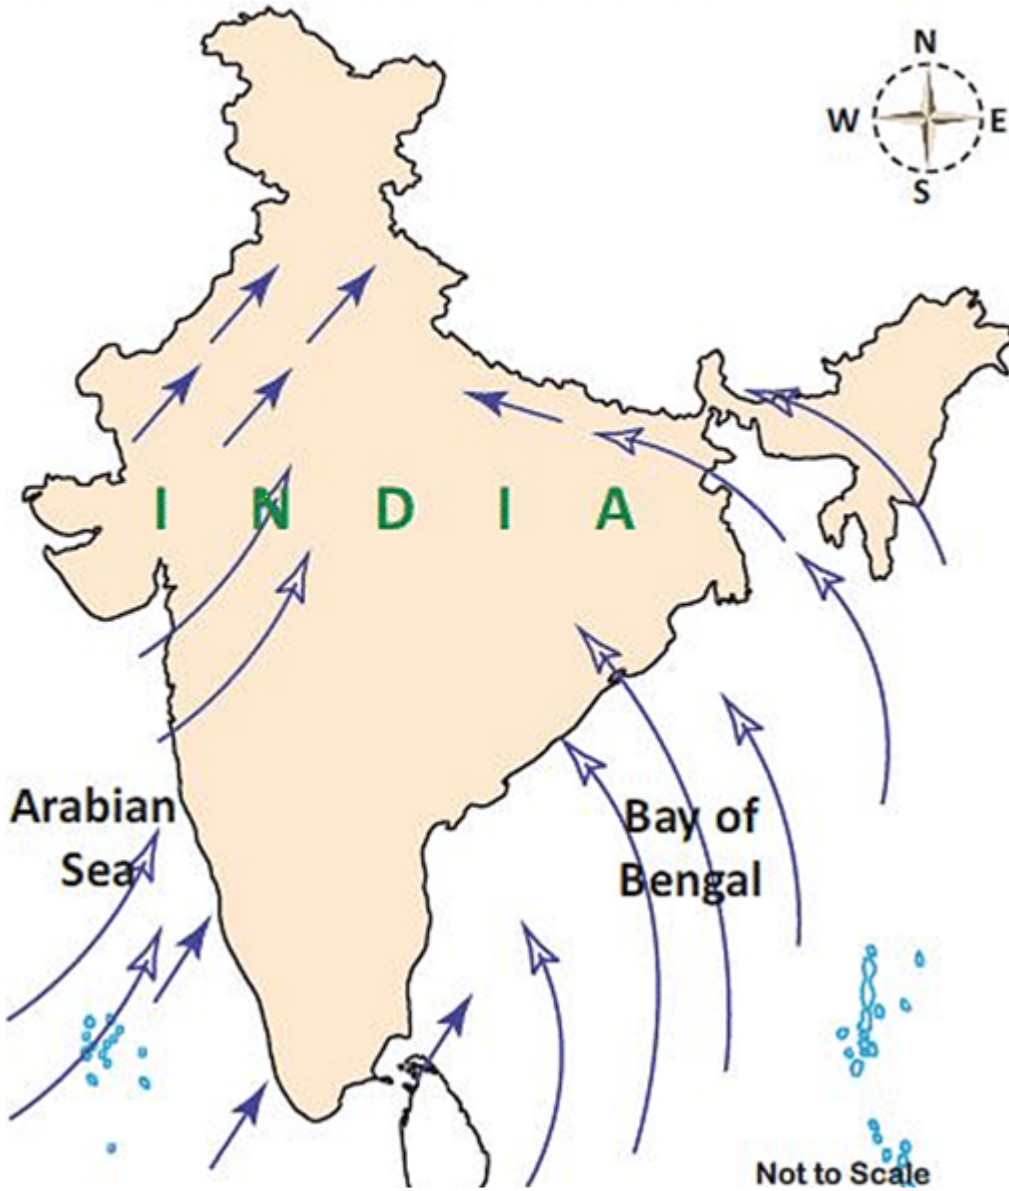 N
W E
S
I N D I A
Arabian
Sea
Bay of
Bengal
Not to Scale